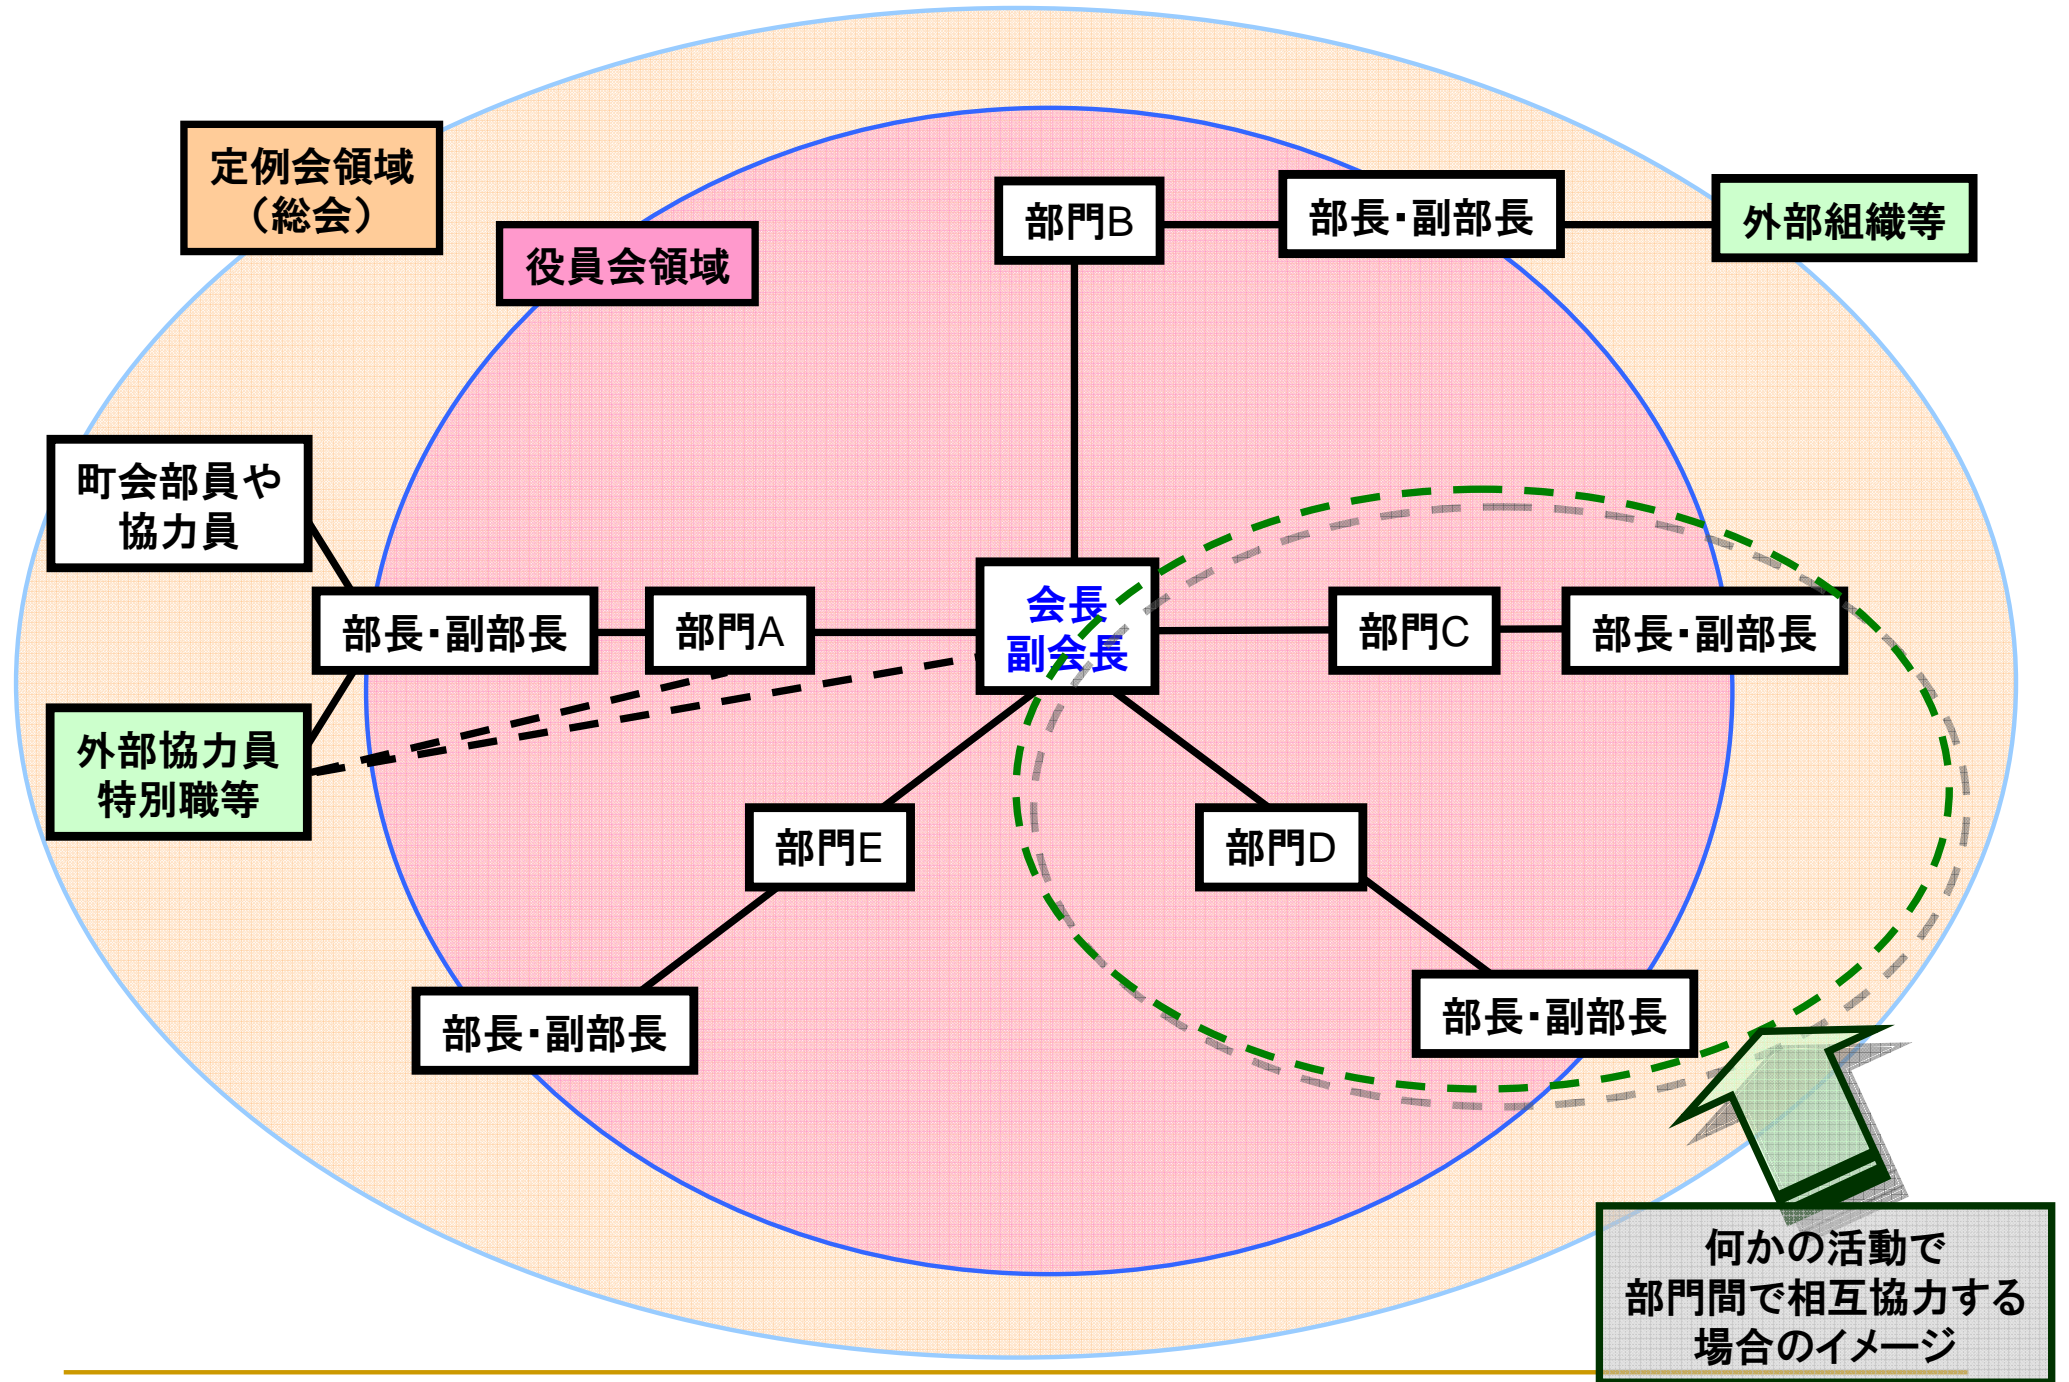 定例会領域
（総会）
役員会領域
部門B
部長・副部長
外部組織等
町会部員や
協力員
部長・副部長
部門A
会長
副会長
部門C
部長・副部長
外部協力員
特別職等
部門E
部門D
部長・副部長
部長・副部長
何かの活動で
部門間で相互協力する
場合のイメージ